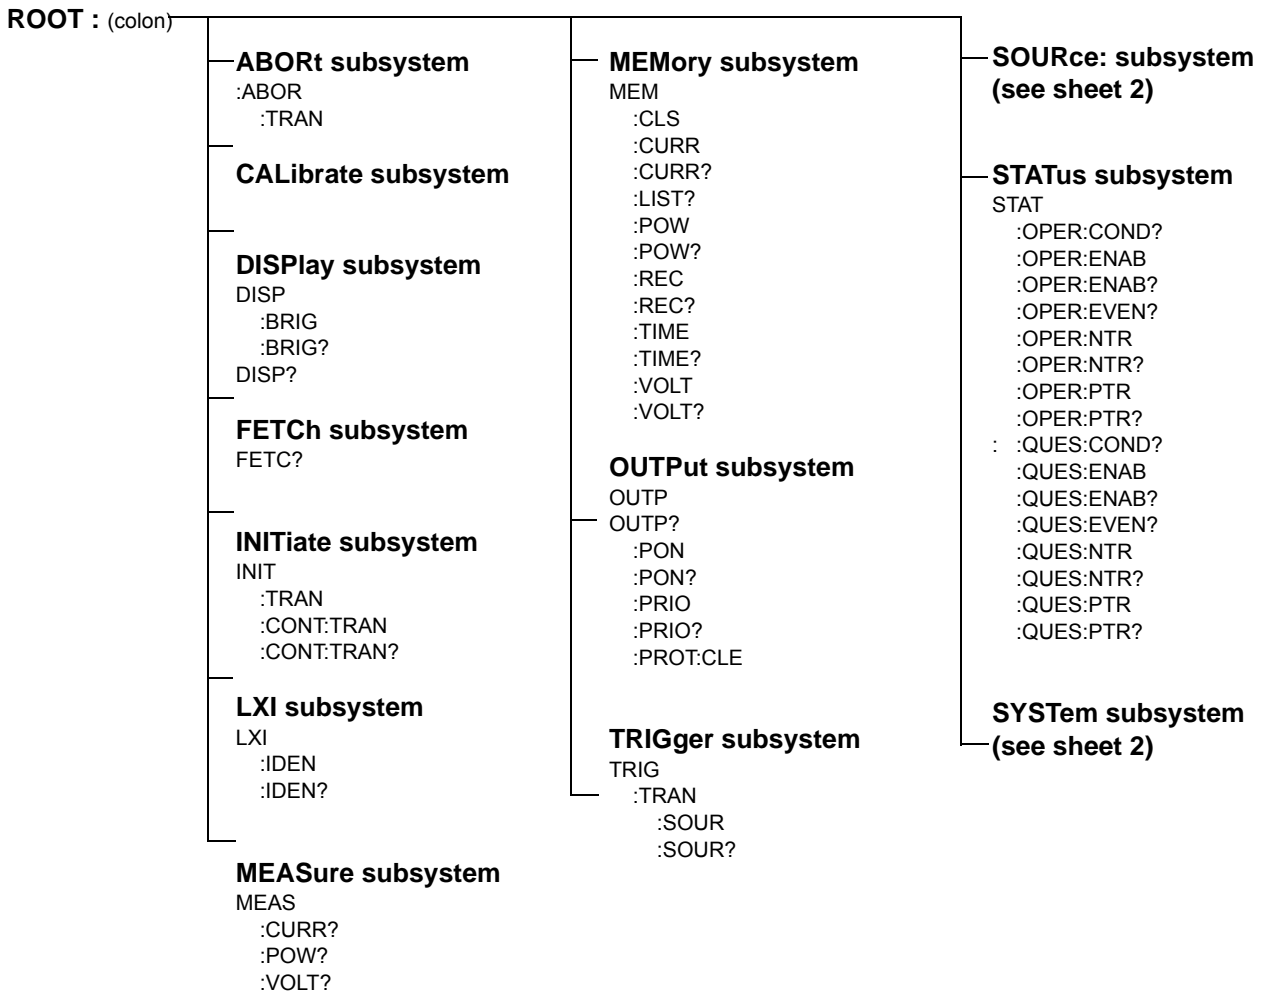 ROOT : (colon)
ABORt subsystem
:ABOR
:TRAN
CALibrate subsystem
DISPlay subsystem
DISP
:BRIG
:BRIG?
DISP?
FETCh subsystem
FETC?
INITiate subsystem
INIT
:TRAN
:CONT:TRAN
:CONT:TRAN?
LXI subsystem
LXI
:IDEN
:IDEN?
MEASure subsystem
MEAS
:CURR?
:POW?
:VOLT?
MEMory subsystem
MEM
:CLS
:CURR
:CURR?
:LIST?
:POW
:POW?
:REC
:REC?
:TIME
:TIME?
:VOLT
:VOLT?
OUTPut subsystem
OUTP
OUTP?
:PON
:PON?
:PRIO
:PRIO?
:PROT:CLE
TRIGger subsystem
TRIG
:TRAN
:SOUR
:SOUR?
SOURce: subsystem
(see sheet 2)
STATus subsystem
STAT
:OPER:COND?
:OPER:ENAB
:OPER:ENAB?
:OPER:EVEN?
:OPER:NTR
:OPER:NTR?
:OPER:PTR
:OPER:PTR?
: :QUES:COND?
:QUES:ENAB
:QUES:ENAB?
:QUES:EVEN?
:QUES:NTR
:QUES:NTR?
:QUES:PTR
:QUES:PTR?
SYSTem subsystem
(see sheet 2)